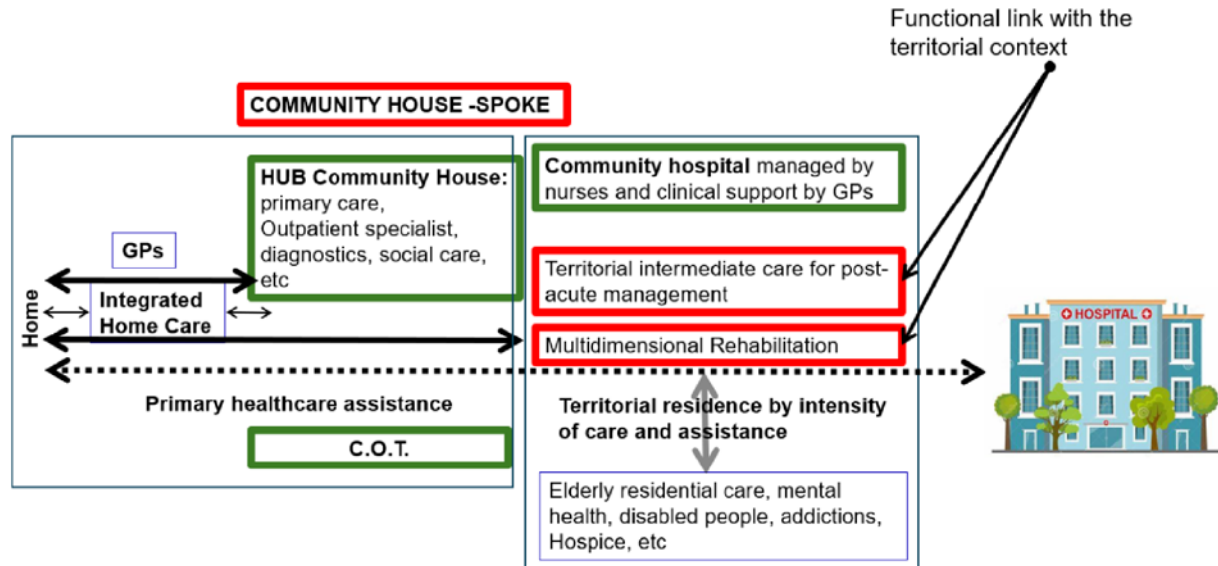 Functional link with the
territorial context
COMMUNITY HOUSE -SPOKE
HUB Community House:
primary care,
Outpatient specialist,
diagnostics, social care,
etc
GPs
Integrated
Home Care
Home
Primary healthcare assistance
C.O.T.
Community hospital managed by
nurses and clinical support by GPs
Territorial intermediate care for post-
acute management
Multidimensional Rehabilitation
Territorial residence by intensity
of care and assistance
Elderly residential care, mental
health, disabled people, addictions,
Hospice, etc
HOSPITAL